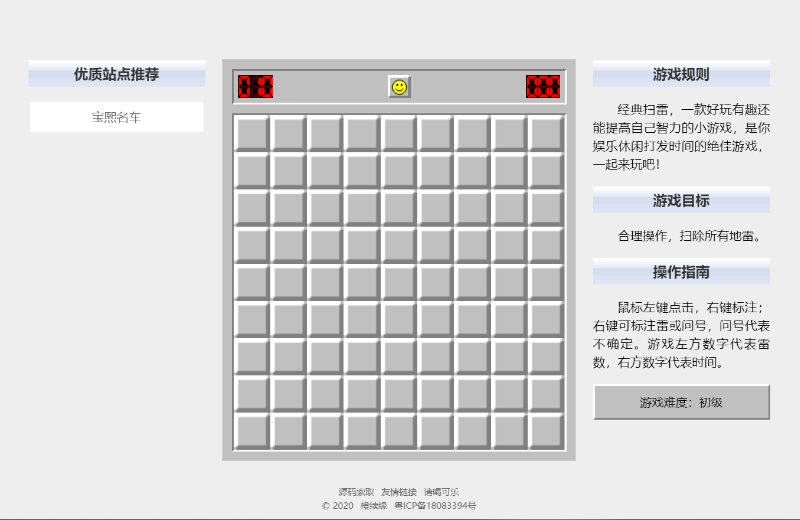 优质站点推荐
宝熙名车
游戏规则
经典扫雷，一款好玩有趣还
能提高自己智力的小游戏，是你
娱乐休闲打发时间的绝佳游戏，
一起来玩吧！
游戏目标
合理操作，扫除所有地雷。
操作指南
鼠标左键点击，右键标注；
右键可标注雷或问号，问号代表
不确定。游戏左方数字代表雷
数，右方数字代表时间。
游戏难度：初级
源码索取 友情链接 请喝可乐
© 2020 橙续缘 粤ICP备18083394号